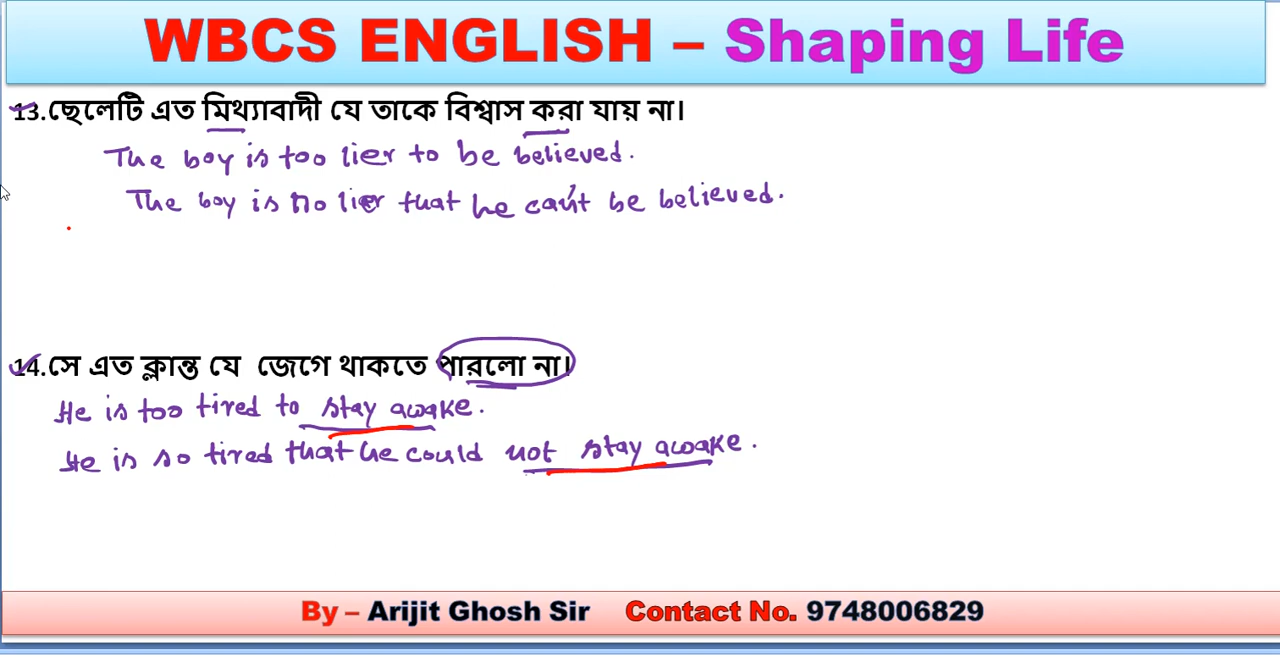 WBCS ENGLISH – Shaping Life
13.ছেলেটি এত মিথ্যাবাদী যে তাকে বিশ্বাস করা যায় না।
The boy is too lier to be believed.
The boy is no lier that he can't be believed.
14.সে এত ক্লান্ত যে জেগে থাকতে পারলো না।
He is too tired to stay awake.
He is so tired that he could not stay awake.
By – Arijit Ghosh Sir Contact No. 9748006829